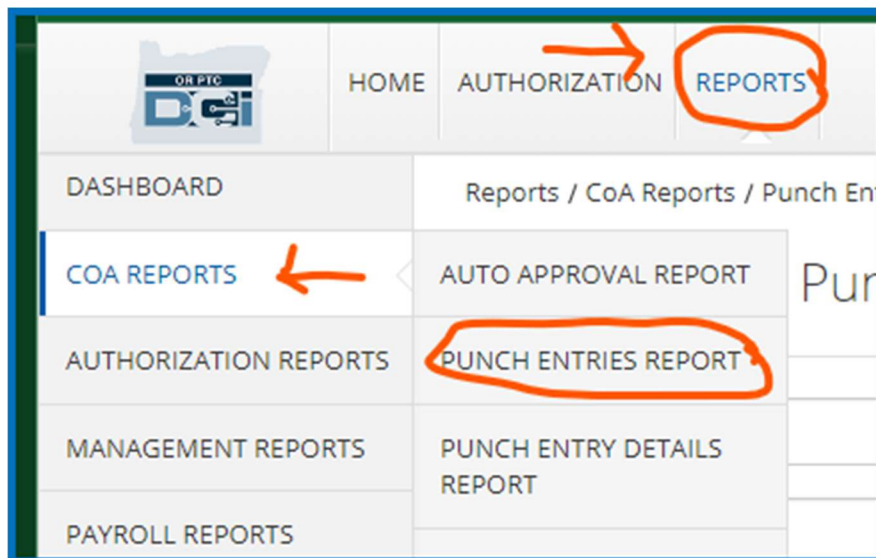 OR PTC
DCI
HOME
AUTHORIZATION
REPORTS
DASHBOARD
Reports / CoA Reports / Punch En
COA REPORTS
AUTO APPROVAL REPORT
Pun
AUTHORIZATION REPORTS
PUNCH ENTRIES REPORT
MANAGEMENT REPORTS
PUNCH ENTRY DETAILS
REPORT
PAYROLL REPORTS